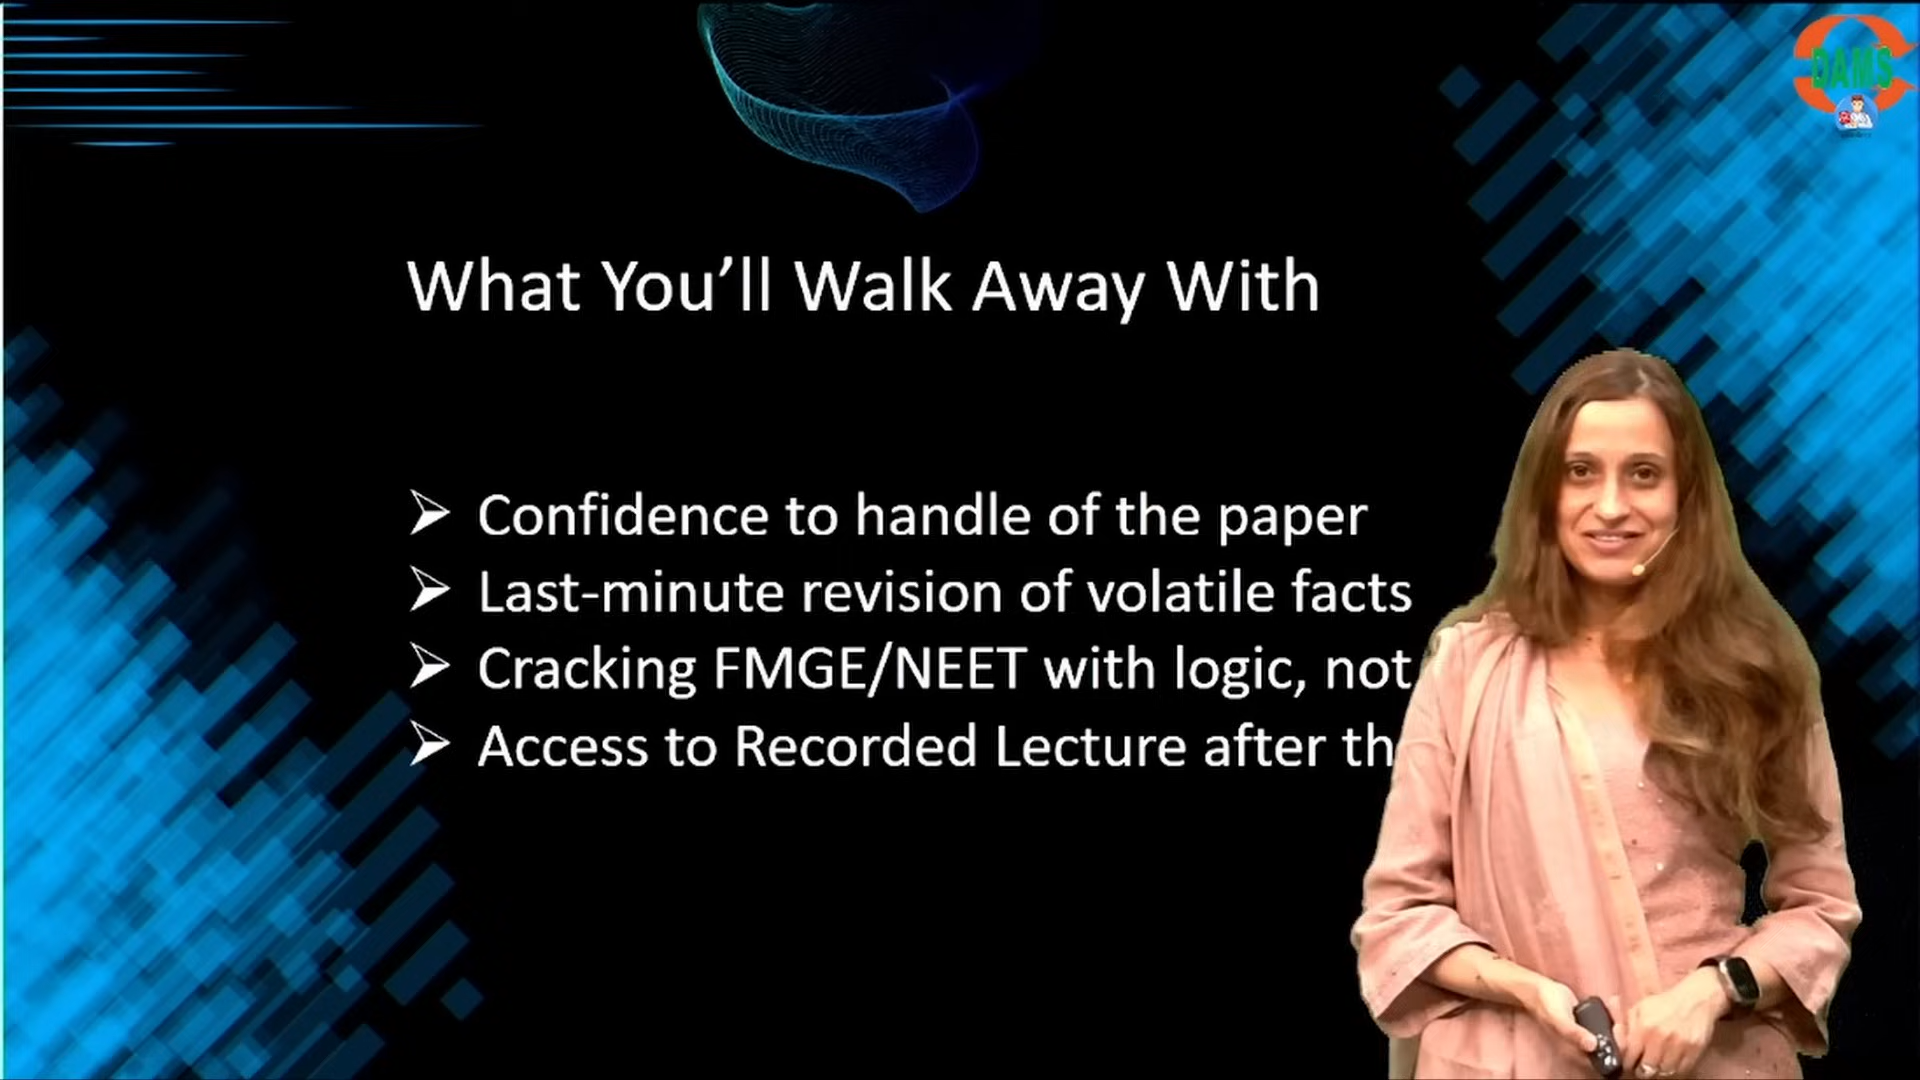 DAMS
What You’ll Walk Away With
➢ Confidence to handle of the paper
➢ Last-minute revision of volatile facts
➢ Cracking FMGE/NEET with logic, not
➢ Access to Recorded Lecture after